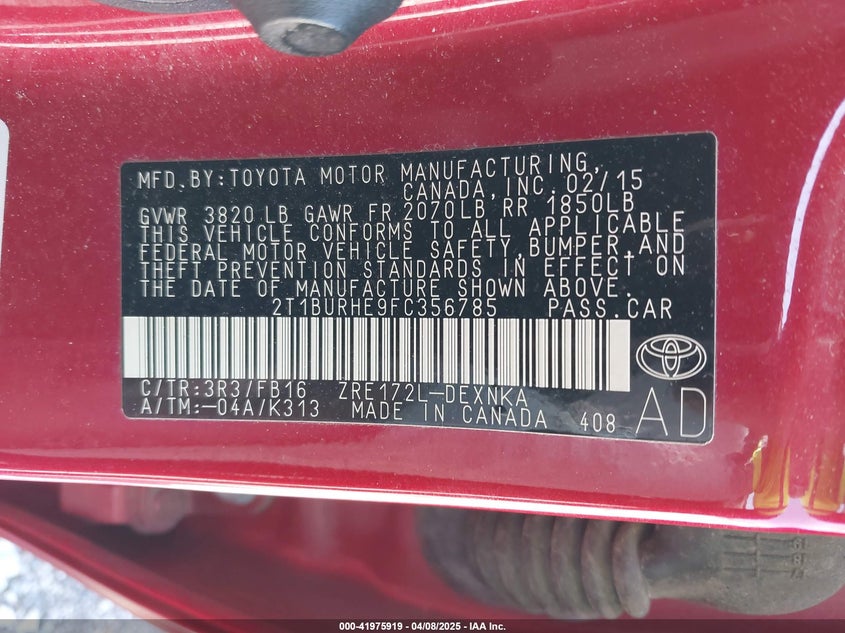 MFD.BY:TOYOTA MOTOR MANUFACTURING,
CANADA,INC. 02/15
GVWR 3820 LB GAWR FR 2070LB RR 1850LB
THIS VEHICLE CONFORMS TO ALL APPLICABLE
FEDERAL MOTOR VEHICLE SAFETY,BUMPER,AND
THEFT PREVENTION STANDARDS IN EFFECT ON
THE DATE OF MANUFACTURE SHOWN ABOVE.
2T1BURHE9FC356785 PASS.CAR
C/TR:3R3/FB16 ZRE172L-DEXNKA
A/TM:-04A/K313 MADE IN CANADA 408
AD
000-41975919 | 04/08/2025 - IAA Inc.